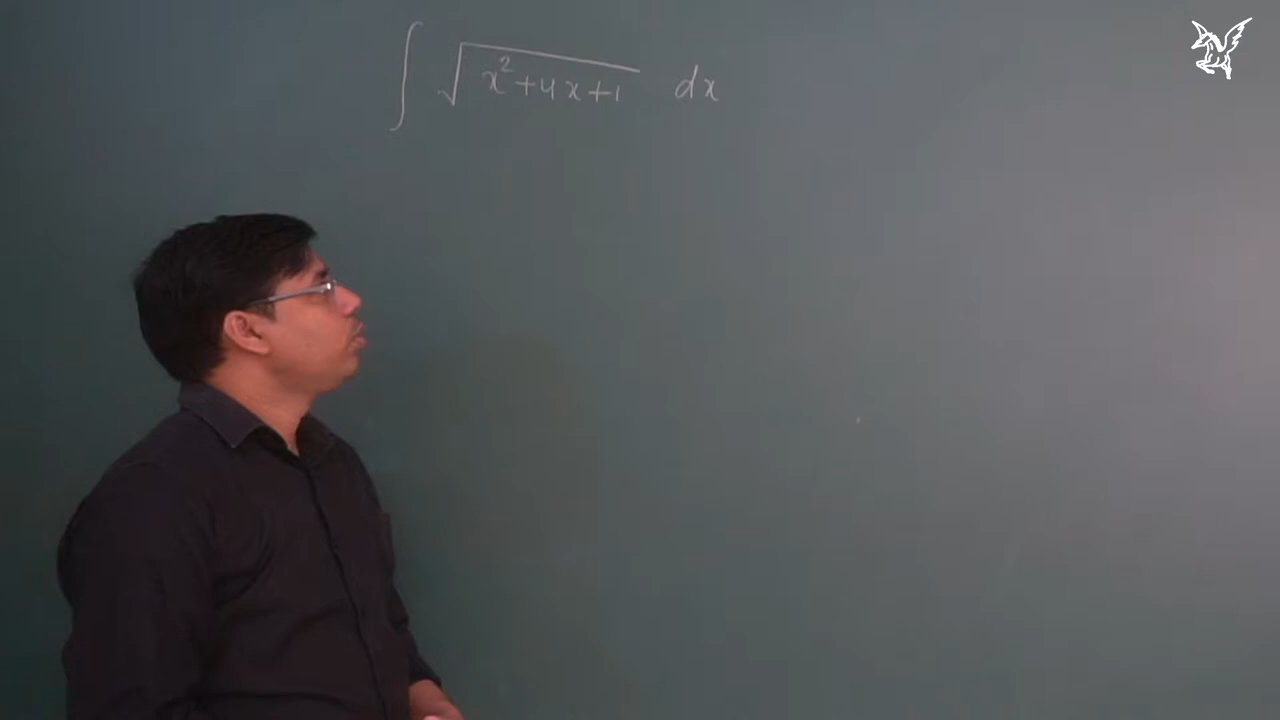 ∫ √(x²+4x+1) dx